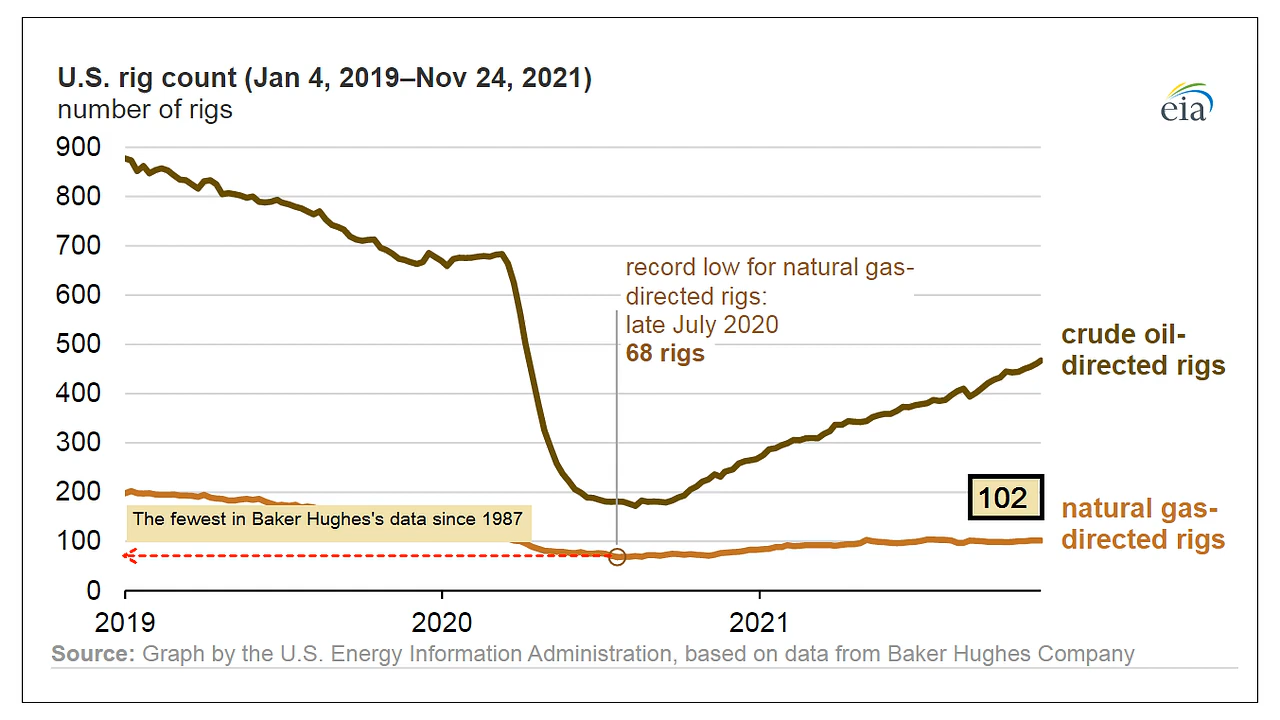 U.S. rig count (Jan 4, 2019–Nov 24, 2021)
number of rigs
eia
900
800
700
600
500
400
300
200
100
0
record low for natural gas-
directed rigs:
late July 2020
68 rigs
crude oil-
directed rigs
102
natural gas-
directed rigs
The fewest in Baker Hughes's data since 1987
2019 2020 2021
Source: Graph by the U.S. Energy Information Administration, based on data from Baker Hughes Company